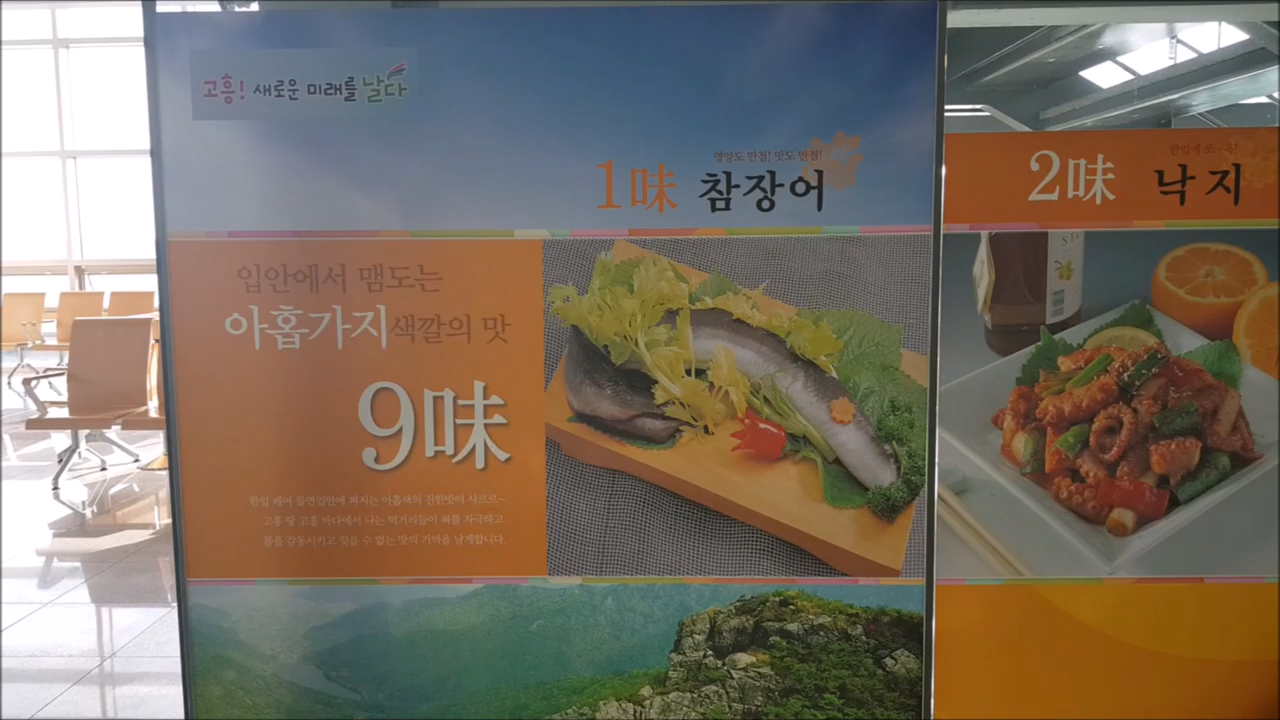 고흥! 새로운 미래를 날다
영양도 만점! 맛도 만점!
1味 참장어
입안에서 맴도는
아홉가지색깔의 맛
9味
한입 베어 물면입안에 퍼지는 아홉색의 진한맛이 사르르~
고흥 땅 고흥 바다에서 나는 먹거리들이 혀를 자극하고
몸을 감동시키고 잊을 수 없는 맛의 기억을 남게합니다.
한입에 쏘~옥!
2味 낙지